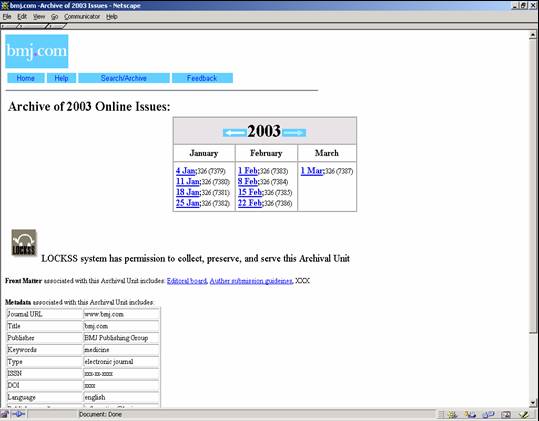 bmj.com -Archive of 2003 Issues - Netscape
File Edit View Go Communicator Help
bmj.com
Home Help Search/Archive Feedback
Archive of 2003 Online Issues:
2003
January February March
4 Jan;326 (7379) 1 Feb;326 (7383) 1 Mar;326 (7387)
11 Jan;326 (7380) 8 Feb;326 (7384)
18 Jan;326 (7381) 15 Feb;326 (7385)
25 Jan;326 (7382) 22 Feb;326 (7386)
LOCKSS LOCKSS system has permission to collect, preserve, and serve this Archival Unit
Front Matter associated with this Archival Unit includes: Editoral board, Auther submission guideines, XXX
Metadata associated with this Archival Unit includes:
Journal URL www.bmj.com
Title bmj.com
Publisher BMJ Publishing Group
Keywords medicine
Type electronic journal
ISSN xxx-xx-xxxx
DOI xxxx
Language english
Document: Done